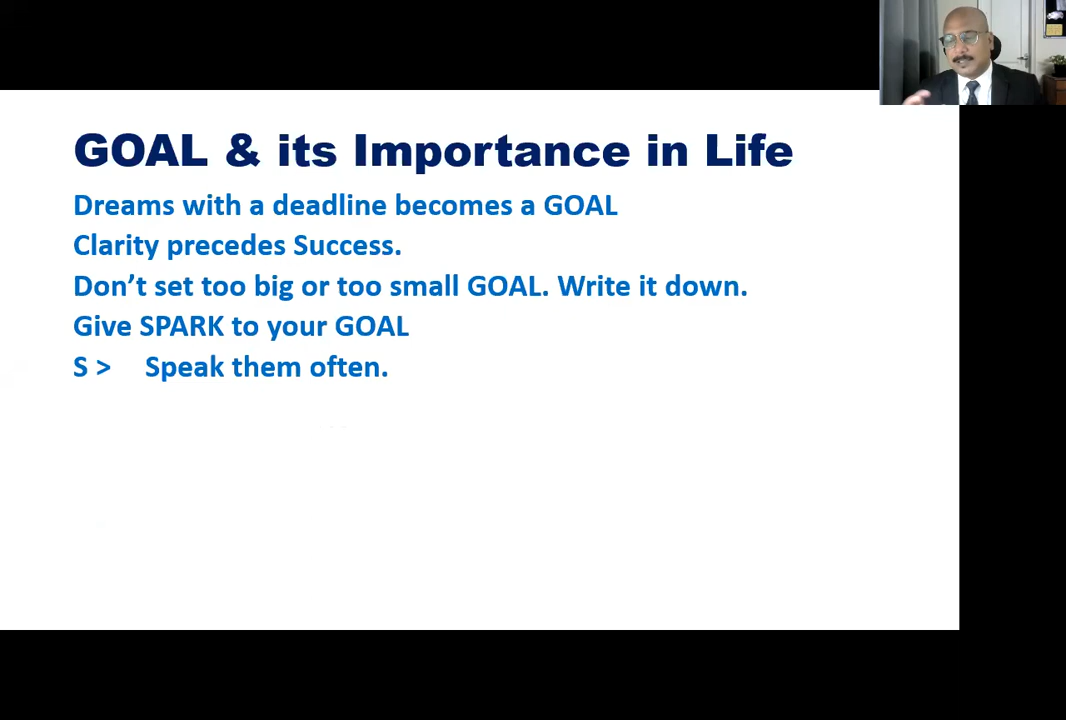 GOAL & its Importance in Life
Dreams with a deadline becomes a GOAL
Clarity precedes Success.
Don’t set too big or too small GOAL. Write it down.
Give SPARK to your GOAL
S > Speak them often.